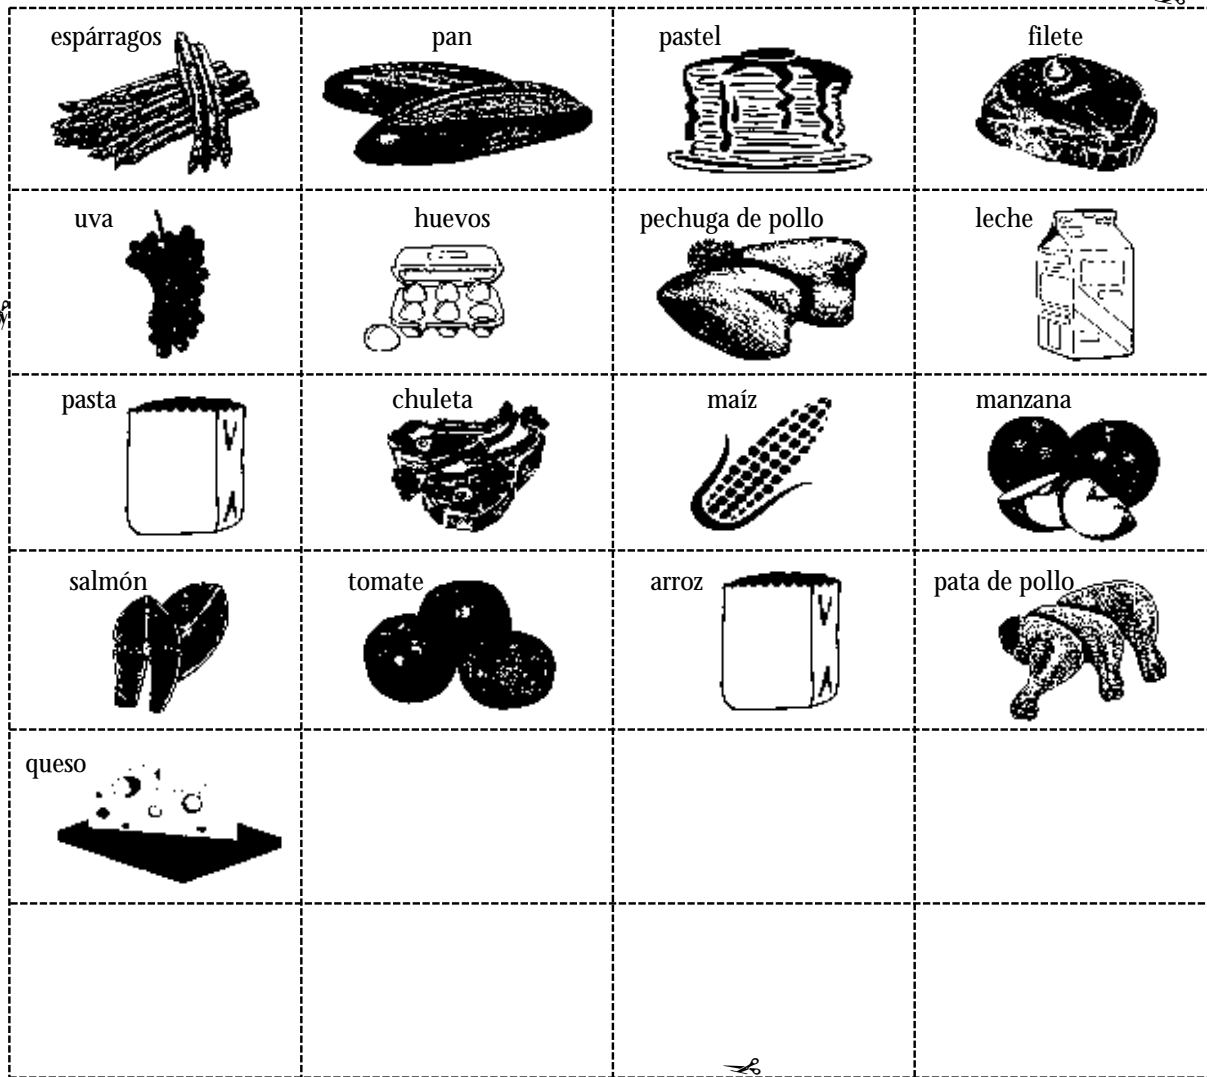 espárragos
pan
pastel
filete
uva
huevos
pechuga de pollo
leche
pasta
chuleta
maíz
manzana
salmón
tomate
arroz
pata de pollo
queso